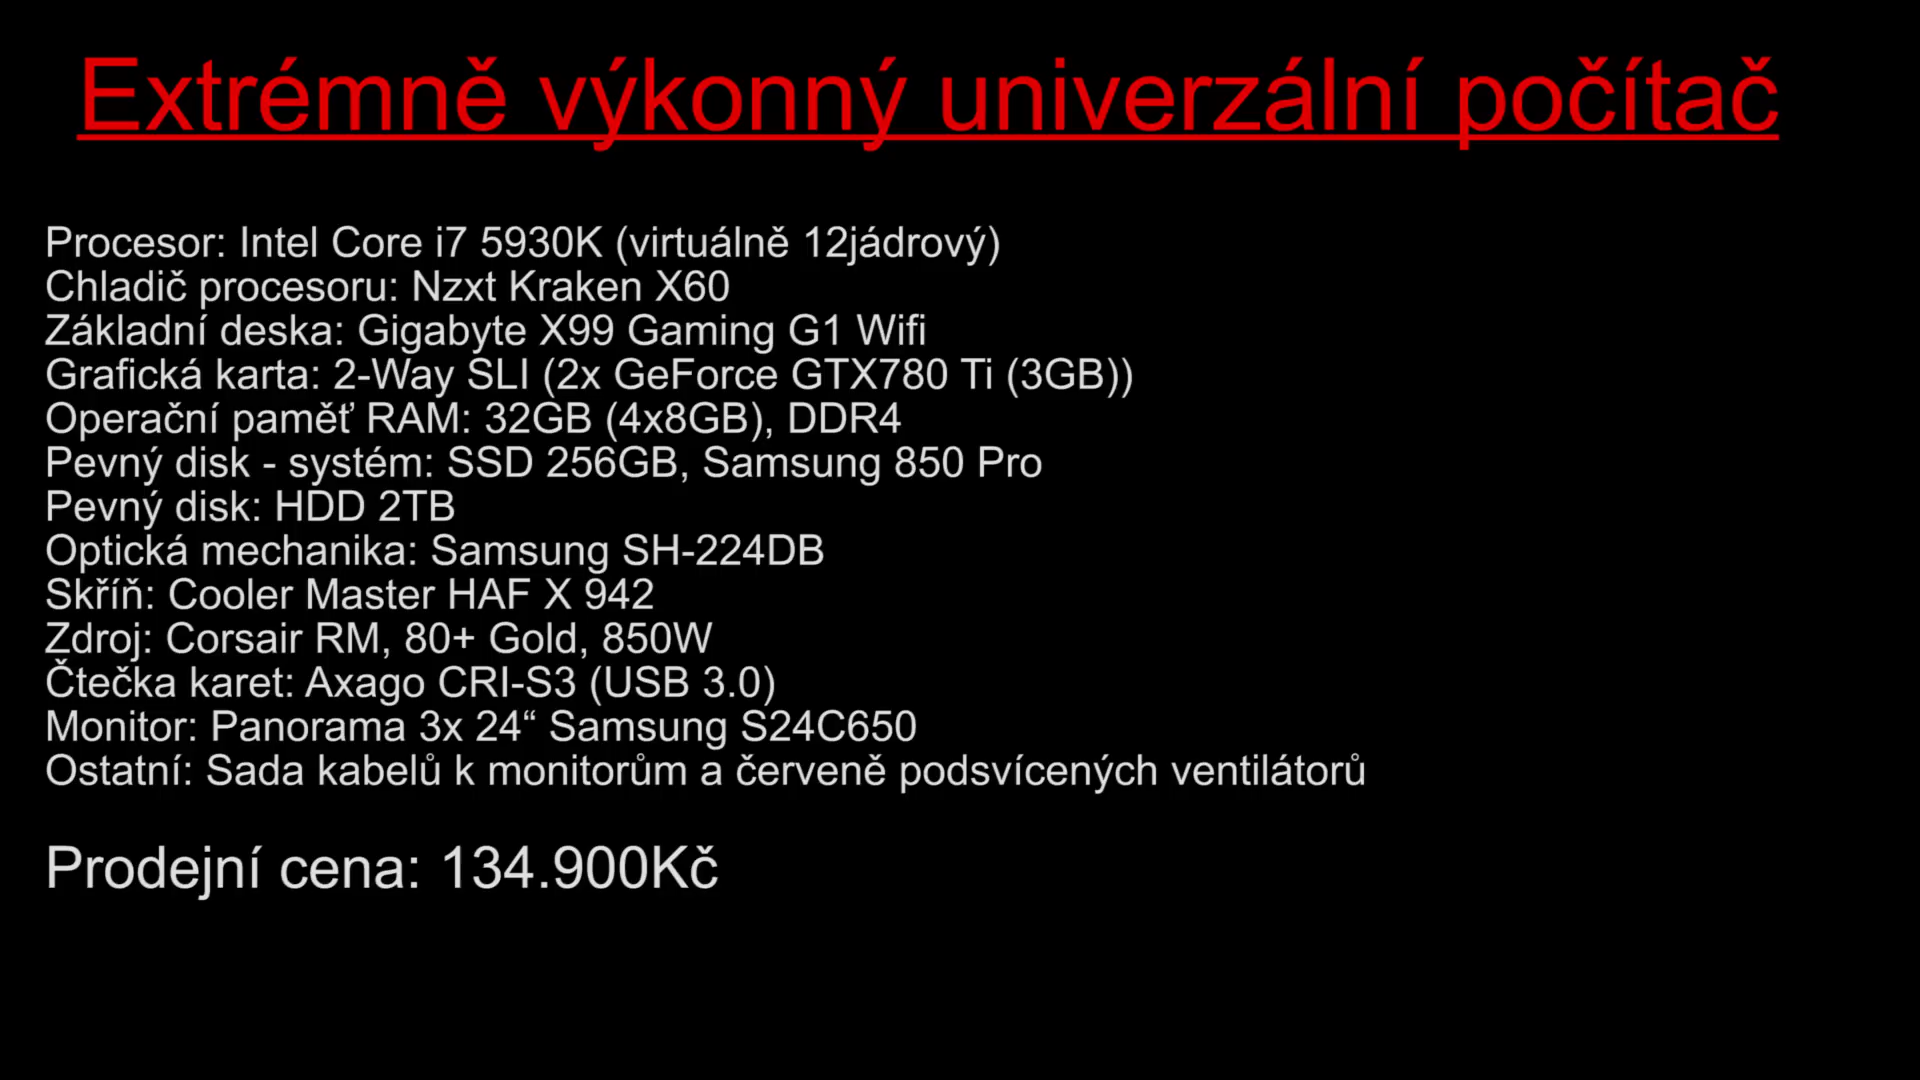 Extrémně výkonný univerzální počítač
Procesor: Intel Core i7 5930K (virtuálně 12jádrový)
Chladič procesoru: Nzxt Kraken X60
Základní deska: Gigabyte X99 Gaming G1 Wifi
Grafická karta: 2-Way SLI (2x GeForce GTX780 Ti (3GB))
Operační paměť RAM: 32GB (4x8GB), DDR4
Pevný disk - systém: SSD 256GB, Samsung 850 Pro
Pevný disk: HDD 2TB
Optická mechanika: Samsung SH-224DB
Skříň: Cooler Master HAF X 942
Zdroj: Corsair RM, 80+ Gold, 850W
Čtečka karet: Axago CRI-S3 (USB 3.0)
Monitor: Panorama 3x 24“ Samsung S24C650
Ostatní: Sada kabelů k monitorům a červeně podsvícených ventilátorů
Prodejní cena: 134.900Kč